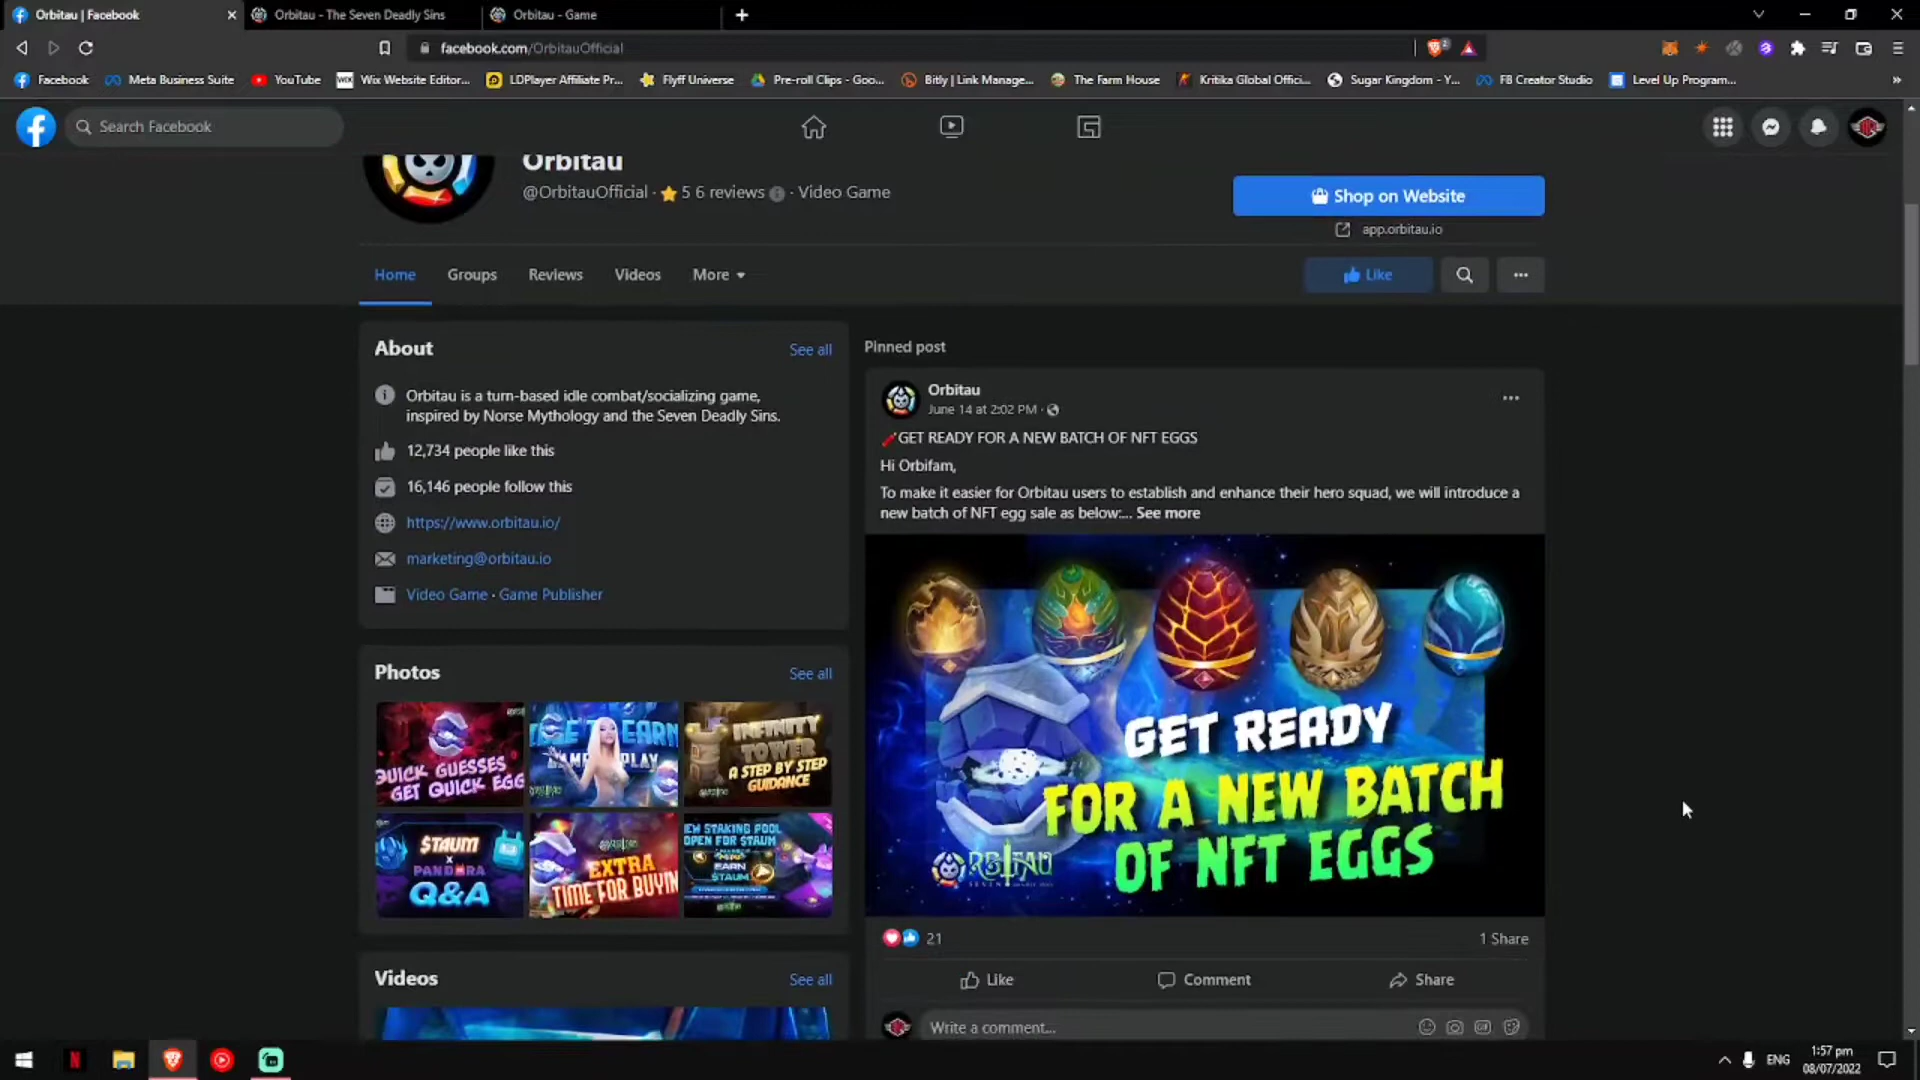 Orbitau | Facebook
Orbitau - The Seven Deadly Sins
Orbitau - Game
facebook.com/OrbitauOfficial
2
Facebook
Meta Business Suite
YouTube
WIX
Wix Website Editor...
LDPlayer Affiliate Pr...
Flyff Universe
Pre-roll Clips - Goo...
Bitly | Link Manage...
The Farm House
Kritika Global Offici...
Sugar Kingdom - Y...
FB Creator Studio
Level Up Program...
Search Facebook
Orbitau
@OrbitauOfficial · 5 6 reviews · Video Game
Shop on Website
app.orbitau.io
Home
Groups
Reviews
Videos
More
Like
About
See all
Orbitau is a turn-based idle combat/socializing game,
inspired by Norse Mythology and the Seven Deadly Sins.
12,734 people like this
16,146 people follow this
https://www.orbitau.io/
marketing@orbitau.io
Video Game · Game Publisher
Photos
See all
QUICK GUESSES
GET QUICK EGG
EARN
INFINITY
TOWER
A STEP BY STEP
GUIDANCE
$TAUM
X
PANDORA
Q&A
EXTRA
TIME FOR BUYIN
NEW STAKING POOL
OPEN FOR $TAUM
EARN
$TAUM
Videos
See all
Pinned post
Orbitau
June 14 at 2:02 PM ·
GET READY FOR A NEW BATCH OF NFT EGGS
Hi Orbifam,
To make it easier for Orbitau users to establish and enhance their hero squad, we will introduce a
new batch of NFT egg sale as below:... See more
GET READY
FOR A NEW BATCH
OF NFT EGGS
ORBITAU
21
1 Share
Like
Comment
Share
Write a comment...
GIF
ENG
1:57 pm
08/07/2022